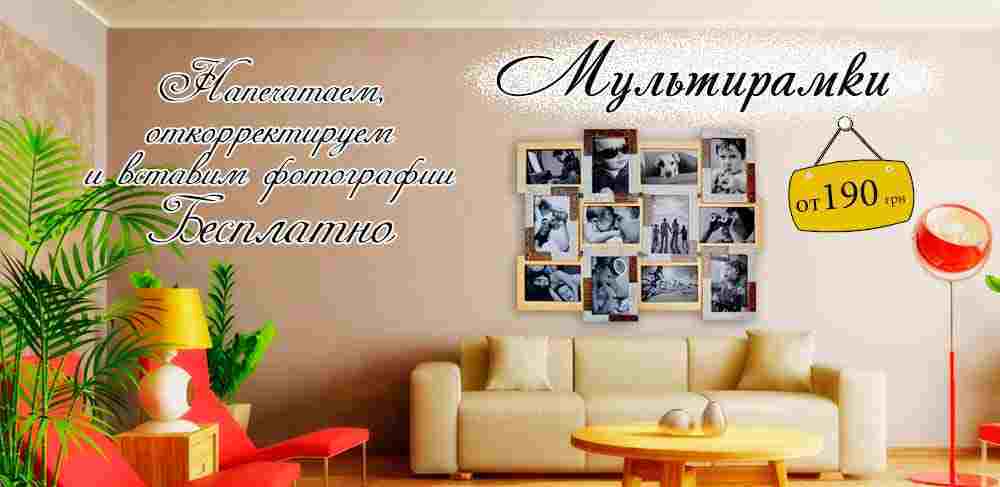 Напечатаем,
откорректируем
и вставим фотографии
Бесплатно
Мультирамки
от 190 грн